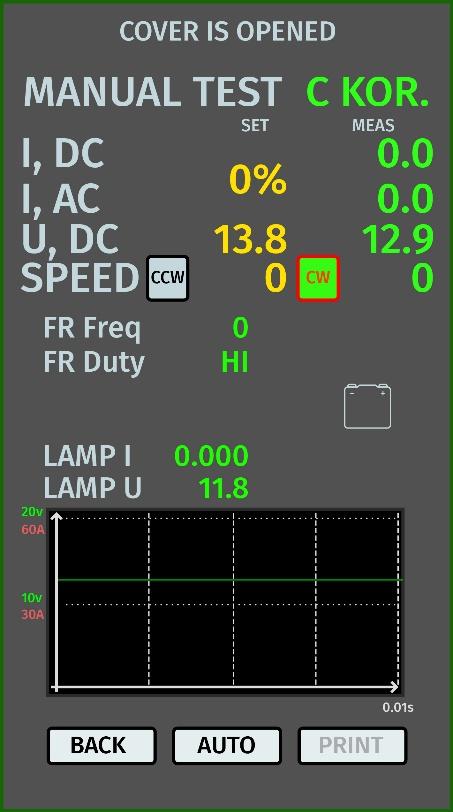 COVER IS OPENED
MANUAL TEST C KOR.
SET MEAS
I, DC 0.0
0%
I, AC 0.0
U, DC 13.8 12.9
SPEED CCW 0 CW 0
FR Freq 0
FR Duty HI
- +
LAMP I 0.000
LAMP U 11.8
20v
60A
10v
30A
0.01s
BACK AUTO PRINT